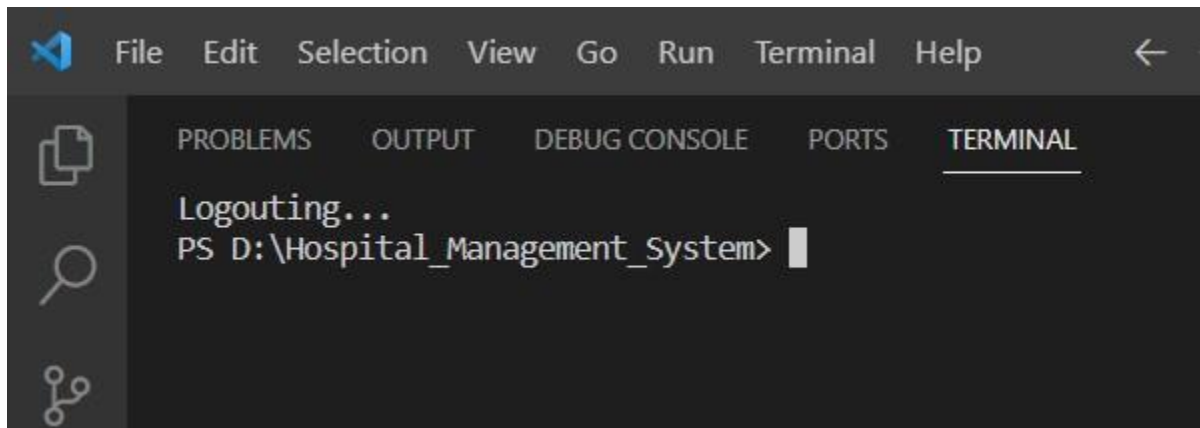 File Edit Selection View Go Run Terminal Help
PROBLEMS OUTPUT DEBUG CONSOLE PORTS TERMINAL
Logouting...
PS D:\Hospital_Management_System>